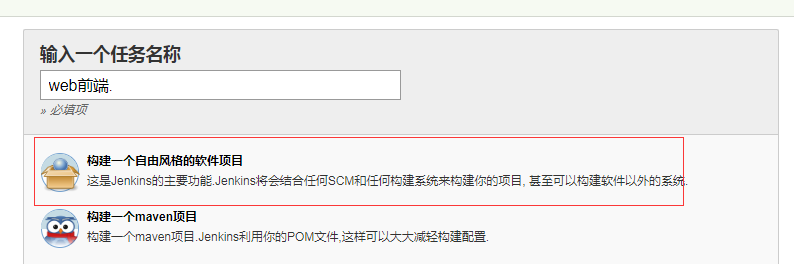 输入一个任务名称
web前端.
» 必填项
构建一个自由风格的软件项目
这是Jenkins的主要功能.Jenkins将会结合任何SCM和任何构建系统来构建你的项目, 甚至可以构建软件以外的系统.
构建一个maven项目
构建一个maven项目.Jenkins利用你的POM文件,这样可以大大减轻构建配置.